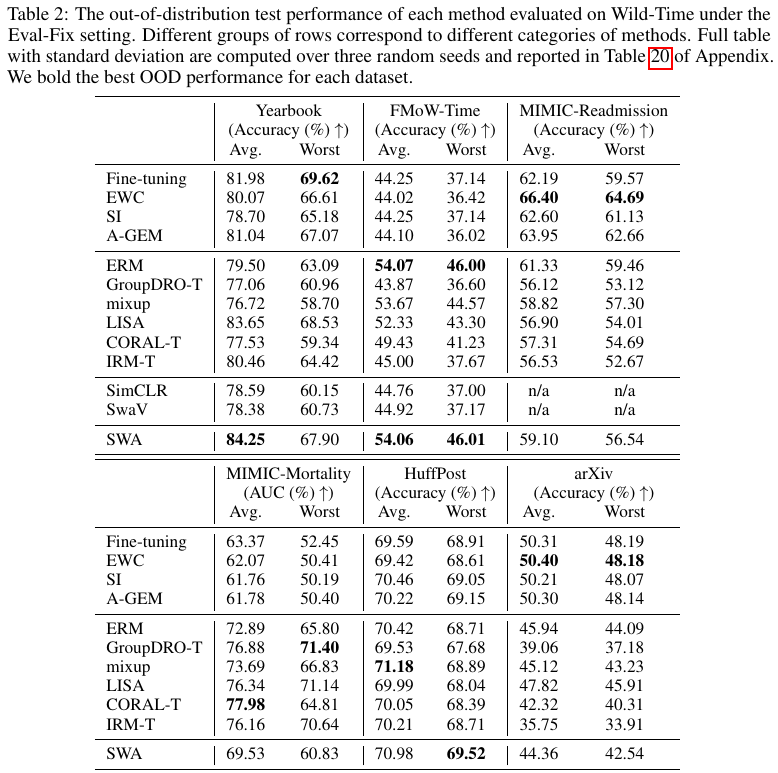 Table 2: The out-of-distribution test performance of each method evaluated on Wild-Time under the
Eval-Fix setting. Different groups of rows correspond to different categories of methods. Full table
with standard deviation are computed over three random seeds and reported in Table 20 of Appendix.
We bold the best OOD performance for each dataset.
Yearbook FMoW-Time MIMIC-Readmission
(Accuracy (%) ↑) (Accuracy (%) ↑) (Accuracy (%) ↑)
Avg. Worst Avg. Worst Avg. Worst
Fine-tuning 81.98 69.62 44.25 37.14 62.19 59.57
EWC 80.07 66.61 44.02 36.42 66.40 64.69
SI 78.70 65.18 44.25 37.14 62.60 61.13
A-GEM 81.04 67.07 44.10 36.02 63.95 62.66
ERM 79.50 63.09 54.07 46.00 61.33 59.46
GroupDRO-T 77.06 60.96 43.87 36.60 56.12 53.12
mixup 76.72 58.70 53.67 44.57 58.82 57.30
LISA 83.65 68.53 52.33 43.30 56.90 54.01
CORAL-T 77.53 59.34 49.43 41.23 57.31 54.69
IRM-T 80.46 64.42 45.00 37.67 56.53 52.67
SimCLR 78.59 60.15 44.76 37.00 n/a n/a
SwaV 78.38 60.73 44.92 37.17 n/a n/a
SWA 84.25 67.90 54.06 46.01 59.10 56.54
MIMIC-Mortality HuffPost arXiv
(AUC (%) ↑) (Accuracy (%) ↑) (Accuracy (%) ↑)
Avg. Worst Avg. Worst Avg. Worst
Fine-tuning 63.37 52.45 69.59 68.91 50.31 48.19
EWC 62.07 50.41 69.42 68.61 50.40 48.18
SI 61.76 50.19 70.46 69.05 50.21 48.07
A-GEM 61.78 50.40 70.22 69.15 50.30 48.14
ERM 72.89 65.80 70.42 68.71 45.94 44.09
GroupDRO-T 76.88 71.40 69.53 67.68 39.06 37.18
mixup 73.69 66.83 71.18 68.89 45.12 43.23
LISA 76.34 71.14 69.99 68.04 47.82 45.91
CORAL-T 77.98 64.81 70.05 68.39 42.32 40.31
IRM-T 76.16 70.64 70.21 68.71 35.75 33.91
SWA 69.53 60.83 70.98 69.52 44.36 42.54